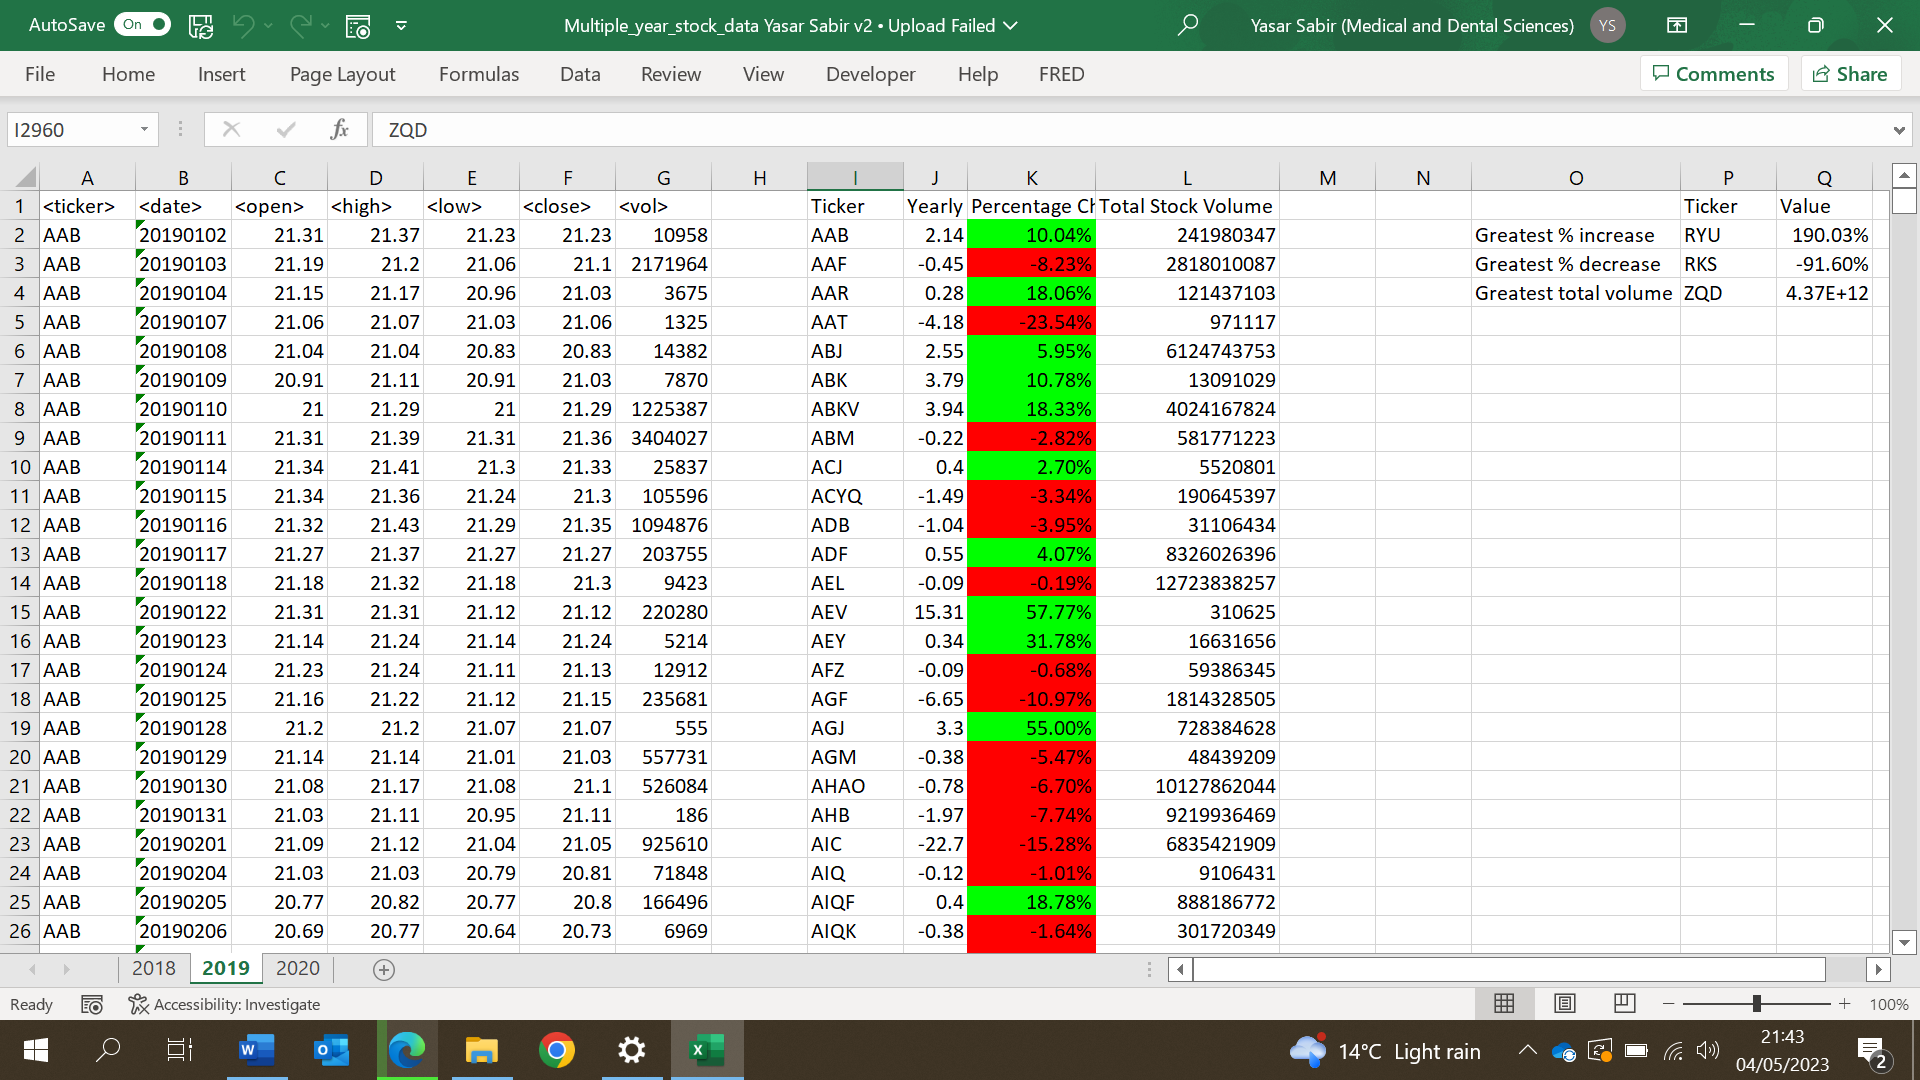 AutoSave On Multiple_year_stock_data Yasar Sabir v2 • Upload Failed Yasar Sabir (Medical and Dental Sciences) YS
File Home Insert Page Layout Formulas Data Review View Developer Help FRED Comments Share
I2960 fx ZQD
A B C D E F G H I J K L M N O P Q
1 <ticker> <date> <open> <high> <low> <close> <vol> Ticker Yearly Percentage Ch Total Stock Volume Ticker Value
2 AAB 20190102 21.31 21.37 21.23 21.23 10958 AAB 2.14 10.04% 241980347 Greatest % increase RYU 190.03%
3 AAB 20190103 21.19 21.2 21.06 21.1 2171964 AAF -0.45 -8.23% 2818010087 Greatest % decrease RKS -91.60%
4 AAB 20190104 21.15 21.17 20.96 21.03 3675 AAR 0.28 18.06% 121437103 Greatest total volume ZQD 4.37E+12
5 AAB 20190107 21.06 21.07 21.03 21.06 1325 AAT -4.18 -23.54% 971117
6 AAB 20190108 21.04 21.04 20.83 20.83 14382 ABJ 2.55 5.95% 6124743753
7 AAB 20190109 20.91 21.11 20.91 21.03 7870 ABK 3.79 10.78% 13091029
8 AAB 20190110 21 21.29 21 21.29 1225387 ABKV 3.94 18.33% 4024167824
9 AAB 20190111 21.31 21.39 21.31 21.36 3404027 ABM -0.22 -2.82% 581771223
10 AAB 20190114 21.34 21.41 21.3 21.33 25837 ACJ 0.4 2.70% 5520801
11 AAB 20190115 21.34 21.36 21.24 21.3 105596 ACYQ -1.49 -3.34% 190645397
12 AAB 20190116 21.32 21.43 21.29 21.35 1094876 ADB -1.04 -3.95% 31106434
13 AAB 20190117 21.27 21.37 21.27 21.27 203755 ADF 0.55 4.07% 8326026396
14 AAB 20190118 21.18 21.32 21.18 21.3 9423 AEL -0.09 -0.19% 12723838257
15 AAB 20190122 21.31 21.31 21.12 21.12 220280 AEV 15.31 57.77% 310625
16 AAB 20190123 21.14 21.24 21.14 21.24 5214 AEY 0.34 31.78% 16631656
17 AAB 20190124 21.23 21.24 21.11 21.13 12912 AFZ -0.09 -0.68% 59386345
18 AAB 20190125 21.16 21.22 21.12 21.15 235681 AGF -6.65 -10.97% 1814328505
19 AAB 20190128 21.2 21.2 21.07 21.07 555 AGJ 3.3 55.00% 728384628
20 AAB 20190129 21.14 21.14 21.01 21.03 557731 AGM -0.38 -5.47% 48439209
21 AAB 20190130 21.08 21.17 21.08 21.1 526084 AHAO -0.78 -6.70% 10127862044
22 AAB 20190131 21.03 21.11 20.95 21.11 186 AHB -1.97 -7.74% 9219936469
23 AAB 20190201 21.09 21.12 21.04 21.05 925610 AIC -22.7 -15.28% 6835421909
24 AAB 20190204 21.03 21.03 20.79 20.81 71848 AIQ -0.12 -1.01% 9106431
25 AAB 20190205 20.77 20.82 20.77 20.8 166496 AIQF 0.4 18.78% 888186772
26 AAB 20190206 20.69 20.77 20.64 20.73 6969 AIQK -0.38 -1.64% 301720349
2018 2019 2020
Ready Accessibility: Investigate 100%
14°C Light rain 21:43
04/05/2023 2